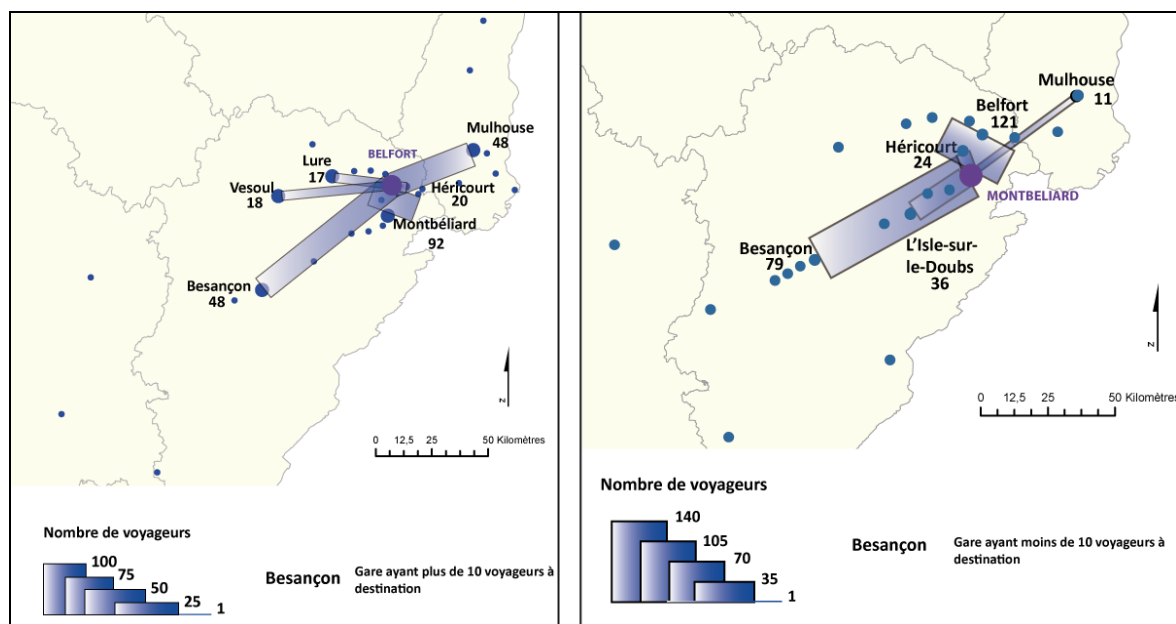 Mulhouse
48
BELFORT
Lure
17
Vesoul
18
Héricourt
20
Montbéliard
92
Besançon
48
N
0 12,5 25 50 Kilomètres
Nombre de voyageurs
100
75
50
25
1
Besançon Gare ayant plus de 10 voyageurs à
destination
Mulhouse
11
Belfort
121
Héricourt
24
MONTBELIARD
Besançon
79
L'Isle-sur-
le-Doubs
36
N
0 12,5 25 50 Kilomètres
Nombre de voyageurs
140
105
70
35
1
Besançon Gare ayant moins de 10 voyageurs à
destination